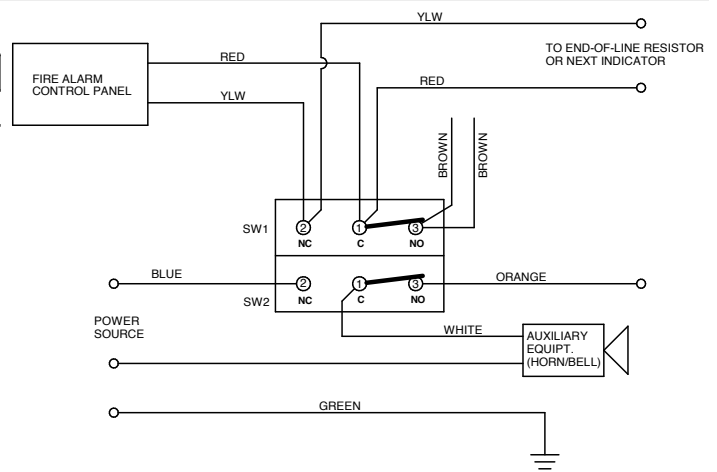 YLW
RED
TO END-OF-LINE RESISTOR
OR NEXT INDICATOR
FIRE ALARM
CONTROL PANEL
RED
YLW
BROWN
BROWN
SW1
2
1
3
NC
C
NO
BLUE
2
1
3
ORANGE
SW2
NC
C
NO
POWER
SOURCE
WHITE
AUXILIARY
EQUIPT.
(HORN/BELL)
GREEN